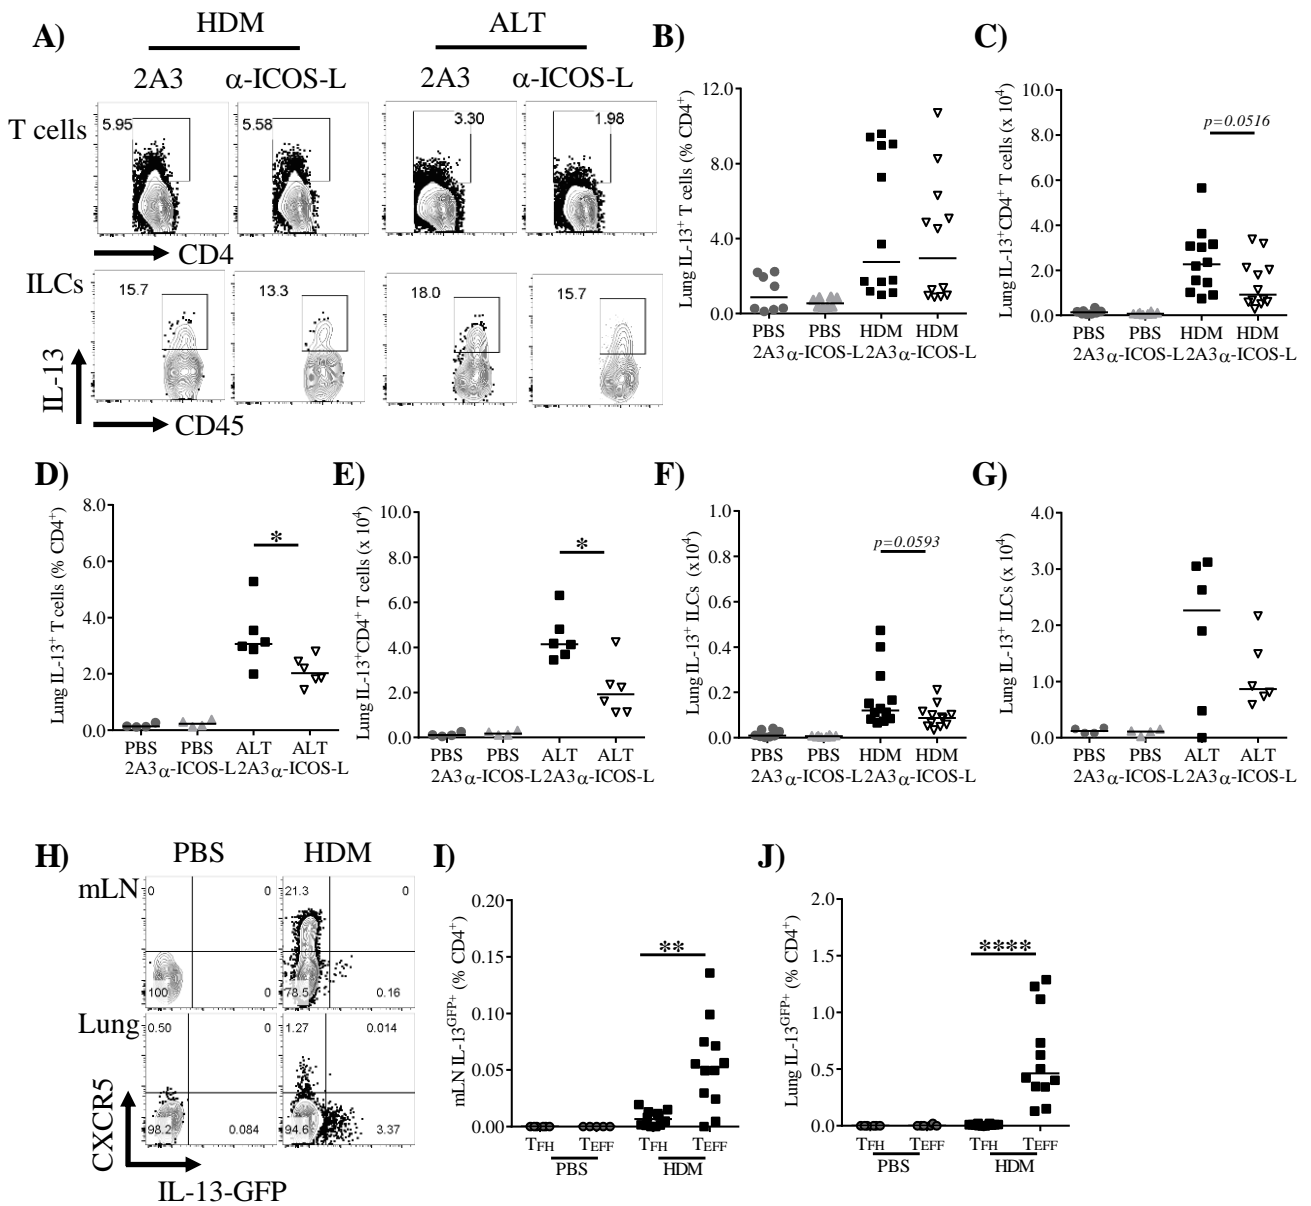 A)
HDM
ALT
2A3
α-ICOS-L
2A3
α-ICOS-L
T cells
5.95
5.58
3.30
1.98
CD4
ILCs
15.7
13.3
18.0
15.7
IL-13
CD45
B)
Lung IL-13⁺ T cells (% CD4⁺)
12.0
8.0
4.0
0.0
PBS PBS HDM HDM
2A3 α-ICOS-L 2A3 α-ICOS-L
C)
Lung IL-13⁺CD4⁺ T cells (x 10⁴)
10.0
8.0
6.0
4.0
2.0
0.0
p=0.0516
PBS PBS HDM HDM
2A3 α-ICOS-L 2A3 α-ICOS-L
D)
Lung IL-13⁺ T cells (% CD4⁺)
8.0
6.0
4.0
2.0
0.0
*
PBS PBS ALT ALT
2A3 α-ICOS-L 2A3 α-ICOS-L
E)
Lung IL-13⁺CD4⁺ T cells (x 10⁴)
10.0
8.0
6.0
4.0
2.0
0.0
*
PBS PBS ALT ALT
2A3 α-ICOS-L 2A3 α-ICOS-L
F)
Lung IL-13⁺ ILCs (x10⁴)
1.0
0.8
0.6
0.4
0.2
0.0
p=0.0593
PBS PBS HDM HDM
2A3 α-ICOS-L 2A3 α-ICOS-L
G)
Lung IL-13⁺ ILCs (x 10⁴)
4.0
3.0
2.0
1.0
0.0
PBS PBS ALT ALT
2A3 α-ICOS-L 2A3 α-ICOS-L
H)
PBS
HDM
mLN
0 0
100 0
21.3 0
78.5 0.16
Lung
0.50 0
98.2 0.084
1.27 0.014
94.6 3.37
CXCR5
IL-13-GFP
I)
mLN IL-13ᴳᶠᴾ⁺ (% CD4⁺)
0.20
0.15
0.10
0.05
0.00
**
TFH TEFF TFH TEFF
PBS HDM
J)
Lung IL-13ᴳᶠᴾ⁺ (% CD4⁺)
2.0
1.5
1.0
0.5
0.0
****
TFH TEFF TFH TEFF
PBS HDM